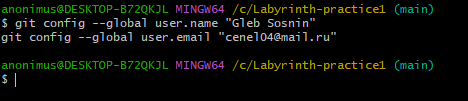 anonimus@DESKTOP-B72QKJL MINGW64 /c/Labyrinth-practice1 (main)
$ git config --global user.name "Gleb Sosnin"
git config --global user.email "cenel04@mail.ru"
anonimus@DESKTOP-B72QKJL MINGW64 /c/Labyrinth-practice1 (main)
$